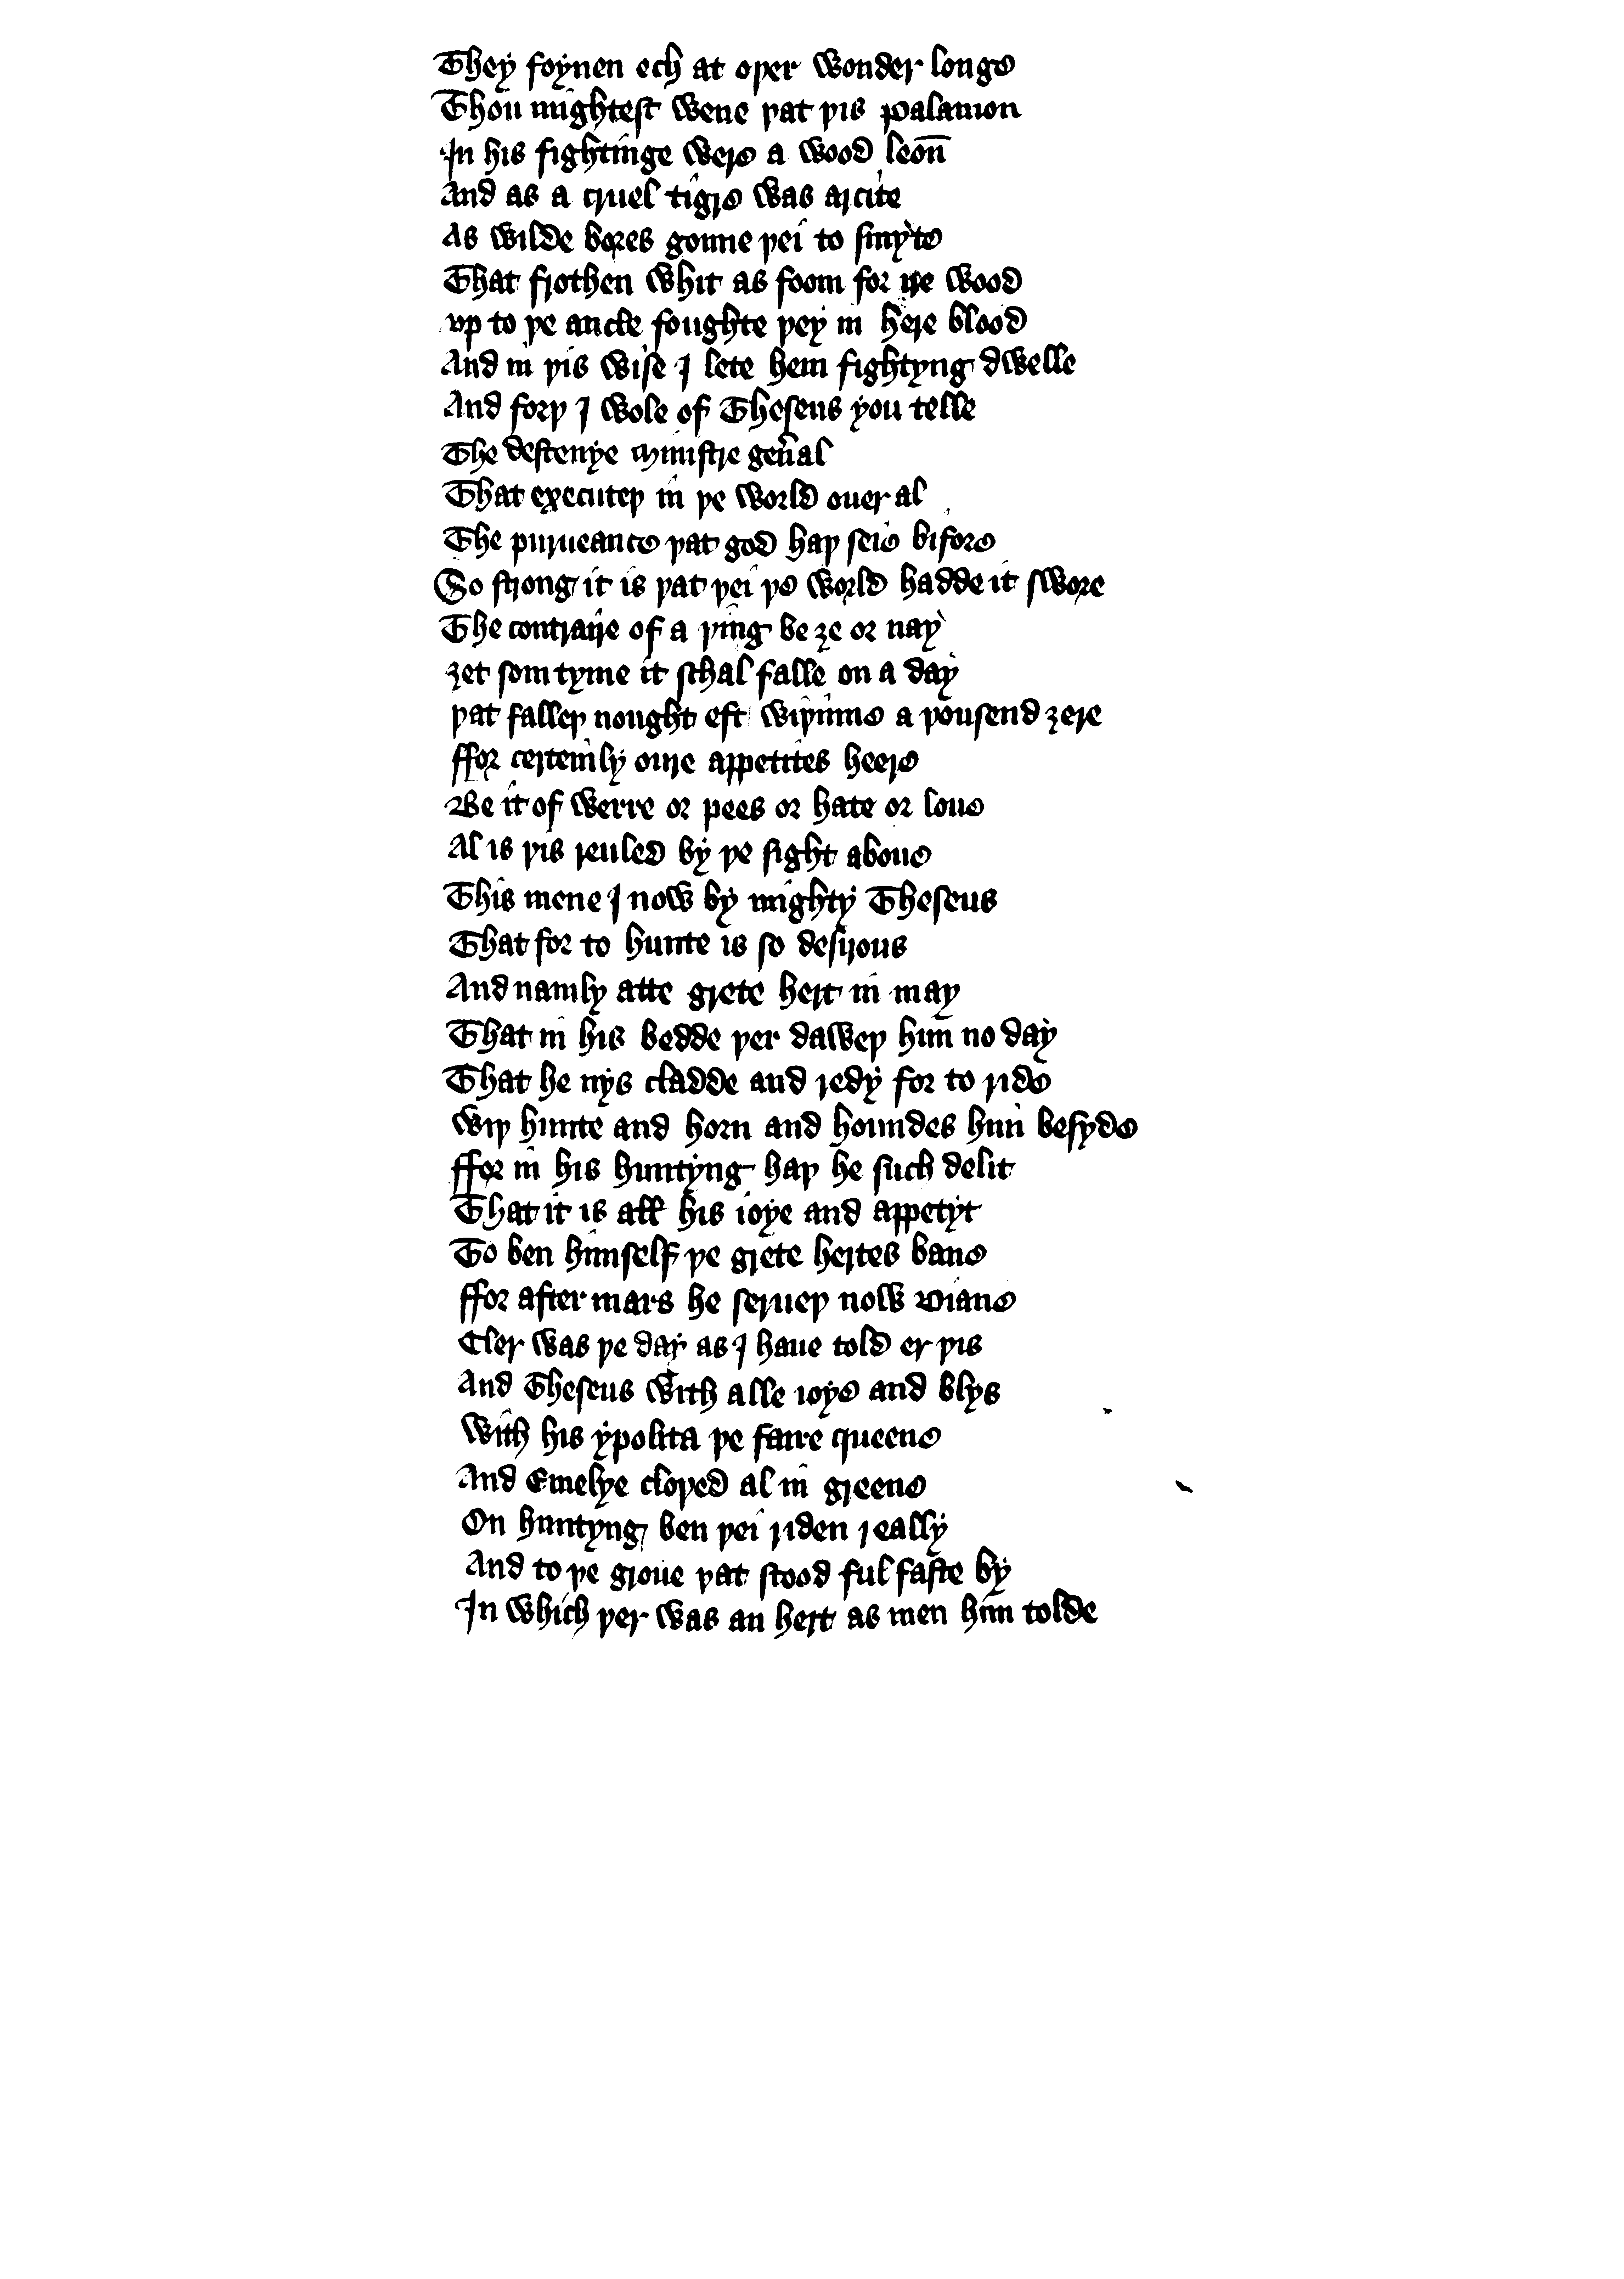 They foynen ech at oþer wonder longe
Thou mightest wene þat þis palamon
In his fightinge were a wood leon̅
And as a cruel tigre was arcite
As wilde bores gonne þei to smyte
That frothen whit as foom for ire wood
vp to þe ancle foughte þey in here blood
And in þis wise I lete hem fightyng dwelle
And forþ I wole of Theseus you telle
The destenye ministre gen̅al
That executeþ in þe world ouer al
The purueance þat god haþ seie bifore
So strong it is þat þei þe world hadde it swore
The contrarie of a þing be ȝe or nay
ȝet som tyme it schal falle on a day
þat falleþ nought eft wiþinne a þousend ȝere
ffor certeinly oure appetites heere
Be it of werre or pees or hate or loue
Al is þis reuled by þe sight aboue
This mene I now by mighty Theseus
That for to hunte is so desirous
And namly atte grete hert in may
That in his bedde þer daweþ him no day
That he nys cladde and redy for to ride
wiþ hunte and horn and houndes him besyde
ffor in his huntyng haþ he such delit
That it is all his ioye and appetyt
To ben himself þe grete hertes bane
ffor after mars he serueþ now diane
Cler was þe day as I haue told er þis
And Theseus with alle ioye and blys
With his ypolita þe faire queene
And Emelye cloþed al in greene
On huntyng ben þei riden really
And to þe groue þat stood ful faste by
In which þer was an hert as men him tolde